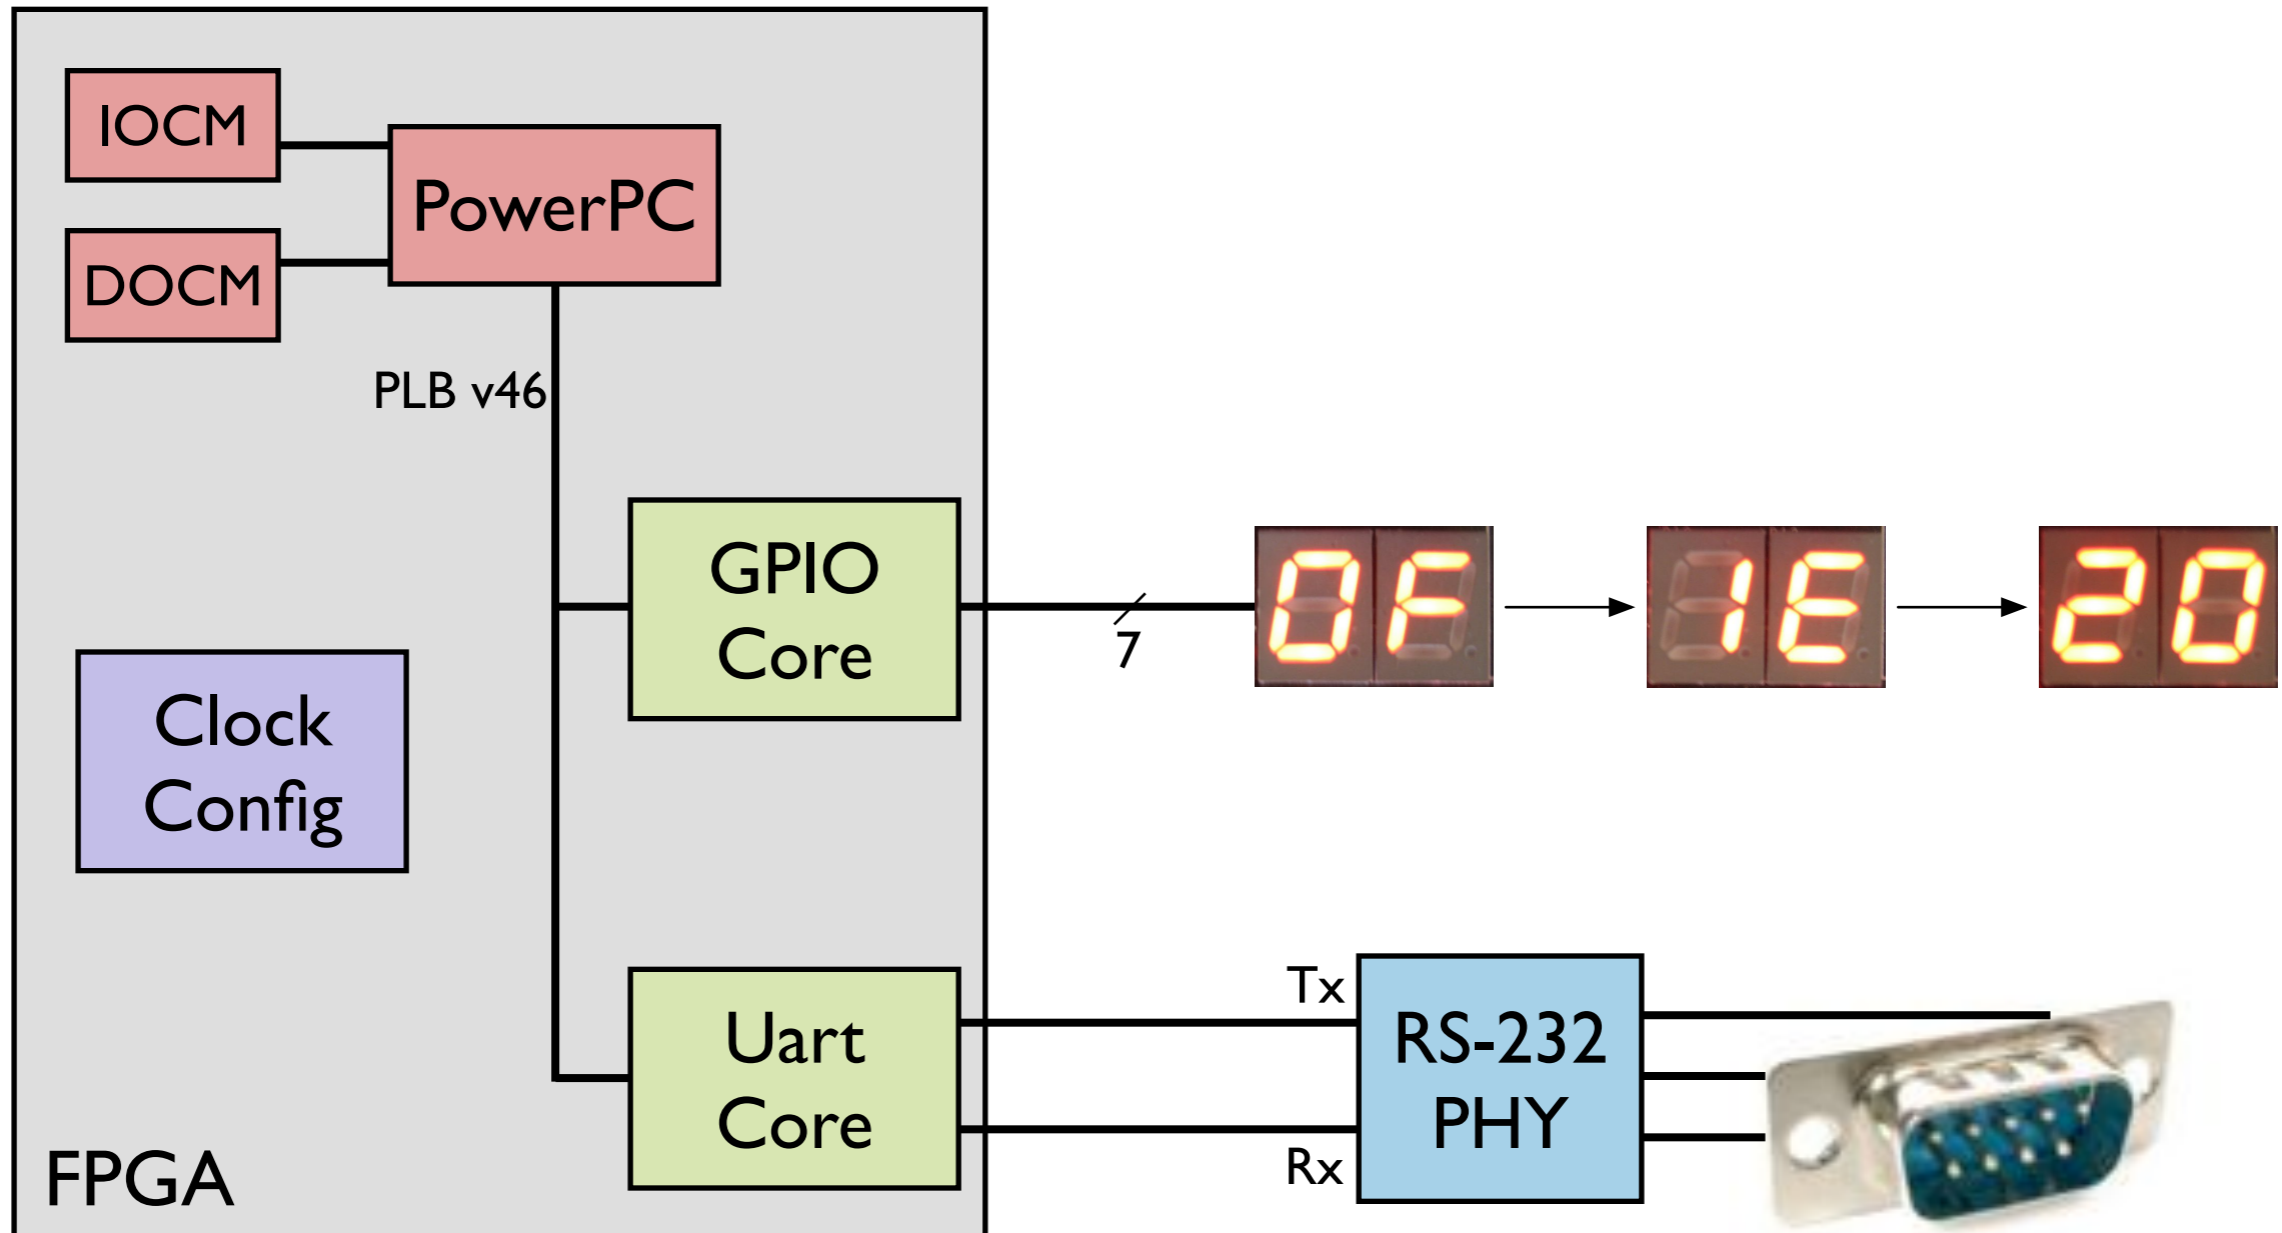 IOCM
PowerPC
DOCM
PLB v46
GPIO
Core
7
0F
1E
20
Clock
Config
Uart
Core
Tx
Rx
RS-232
PHY
FPGA